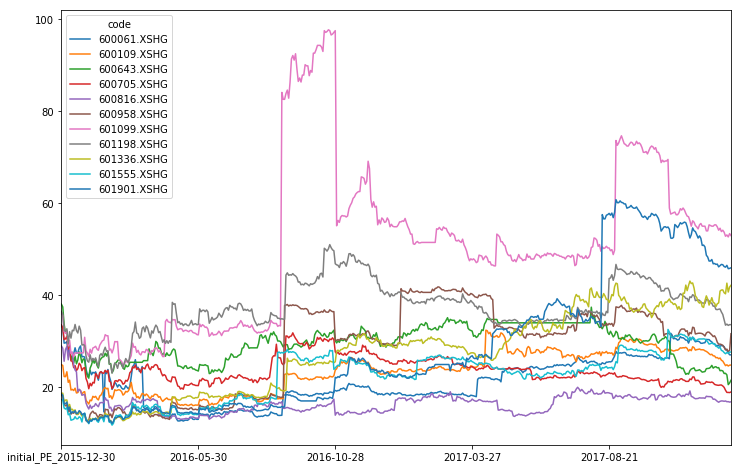 100
80
60
40
20
code
600061.XSHG
600109.XSHG
600643.XSHG
600705.XSHG
600816.XSHG
600958.XSHG
601099.XSHG
601198.XSHG
601336.XSHG
601555.XSHG
601901.XSHG
initial_PE_2015-12-30
2016-05-30
2016-10-28
2017-03-27
2017-08-21